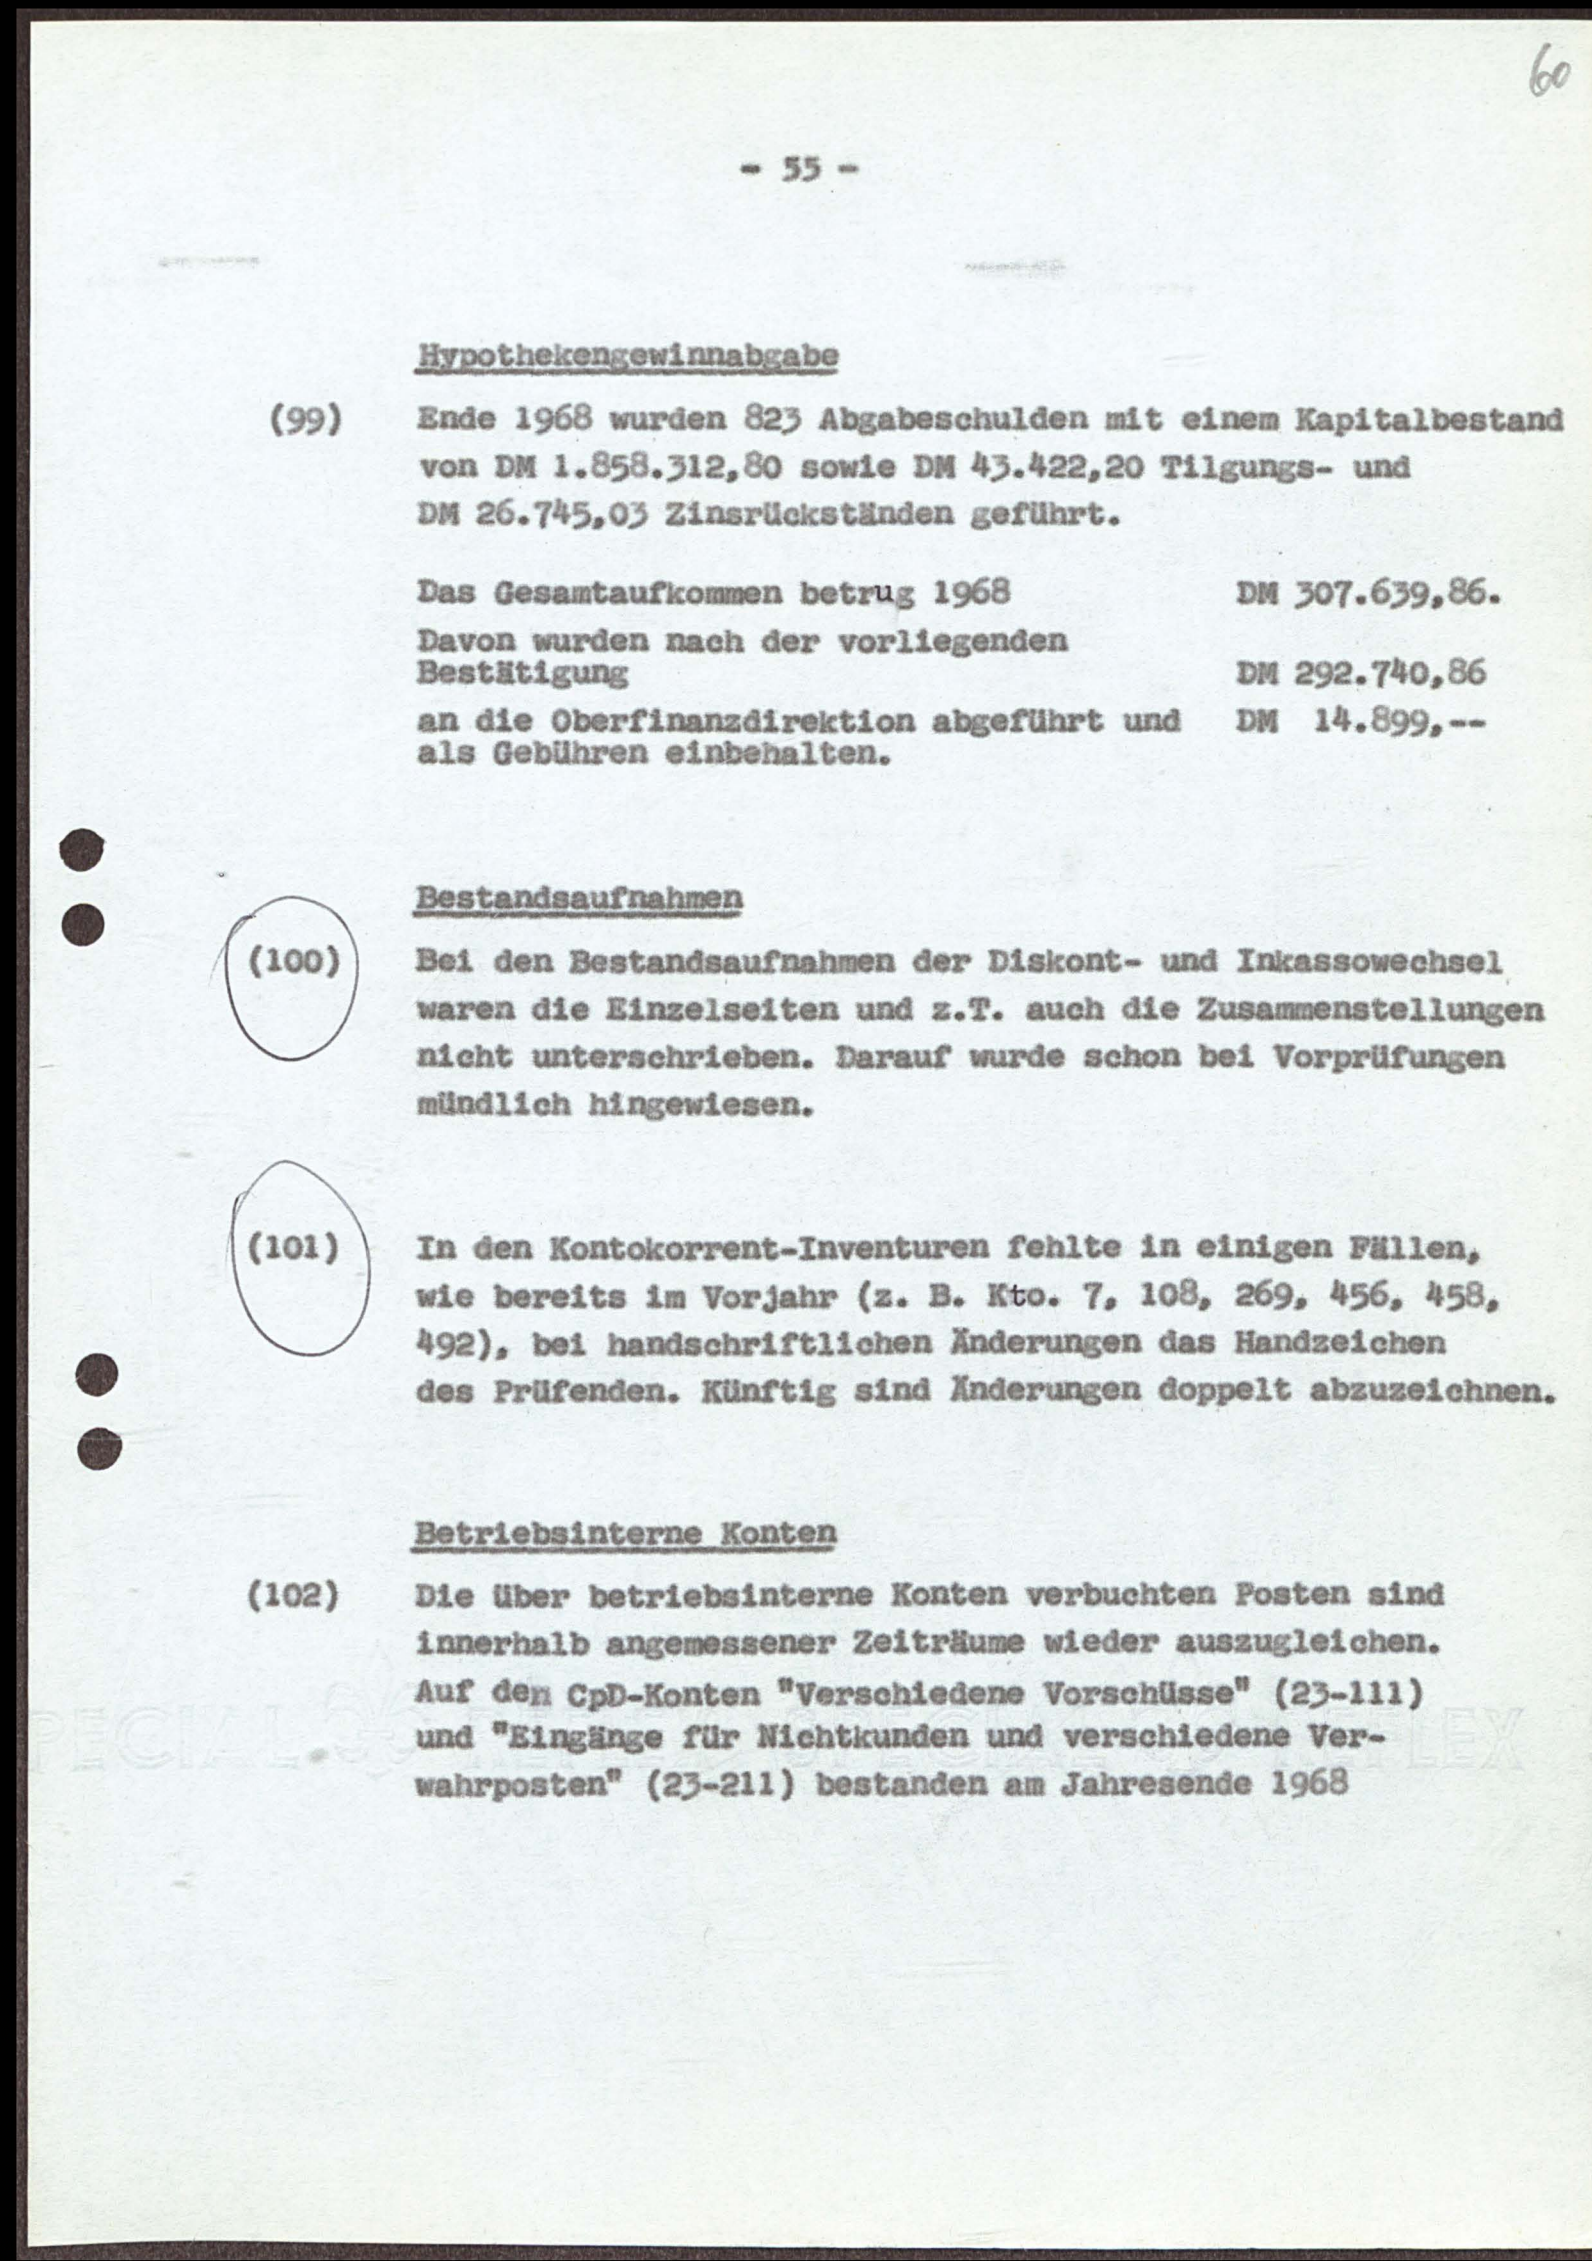 60
- 55 -
Hypothekengewinnabgabe
(99) Ende 1968 wurden 823 Abgabeschulden mit einem Kapitalbestand
von DM 1.858.312,80 sowie DM 43.422,20 Tilgungs- und
DM 26.745,03 Zinsrückständen geführt.
Das Gesamtaufkommen betrug 1968 DM 307.639,86.
Davon wurden nach der vorliegenden
Bestätigung DM 292.740,86
an die Oberfinanzdirektion abgeführt und DM 14.899,--
als Gebühren einbehalten.
Bestandsaufnahmen
(100) Bei den Bestandsaufnahmen der Diskont- und Inkassowechsel
waren die Einzelseiten und z.T. auch die Zusammenstellungen
nicht unterschrieben. Darauf wurde schon bei Vorprüfungen
mündlich hingewiesen.
(101) In den Kontokorrent-Inventuren fehlte in einigen Fällen,
wie bereits im Vorjahr (z. B. Kto. 7, 108, 269, 456, 458,
492), bei handschriftlichen Änderungen das Handzeichen
des Prüfenden. Künftig sind Änderungen doppelt abzuzeichnen.
Betriebsinterne Konten
(102) Die über betriebsinterne Konten verbuchten Posten sind
innerhalb angemessener Zeiträume wieder auszugleichen.
Auf den CpD-Konten "Verschiedene Vorschüsse" (23-111)
und "Eingänge für Nichtkunden und verschiedene Ver-
wahrposten" (23-211) bestanden am Jahresende 1968